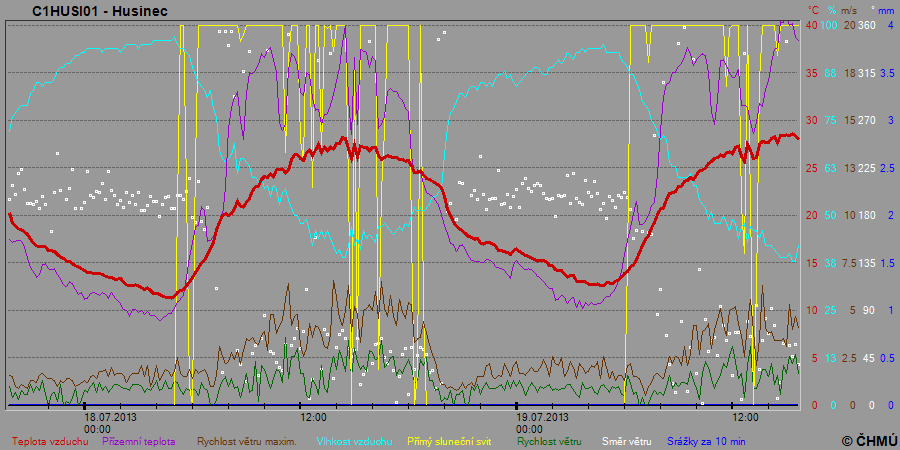 C1HUSI01 - Husinec
°C % m/s ° mm
40 100 20 360 4
35 88 18 315 3.5
30 75 15 270 3
25 63 13 225 2.5
20 50 10 180 2
15 38 7.5 135 1.5
10 25 5 90 1
5 13 2.5 45 0.5
0 0 0 0 0
18.07.2013 12:00 19.07.2013 12:00
00:00 00:00
Teplota vzduchu Přízemní teplota Rychlost větru maxim. Vlhkost vzduchu Přímý sluneční svit Rychlost větru Směr větru Srážky za 10 min © ČHMÚ